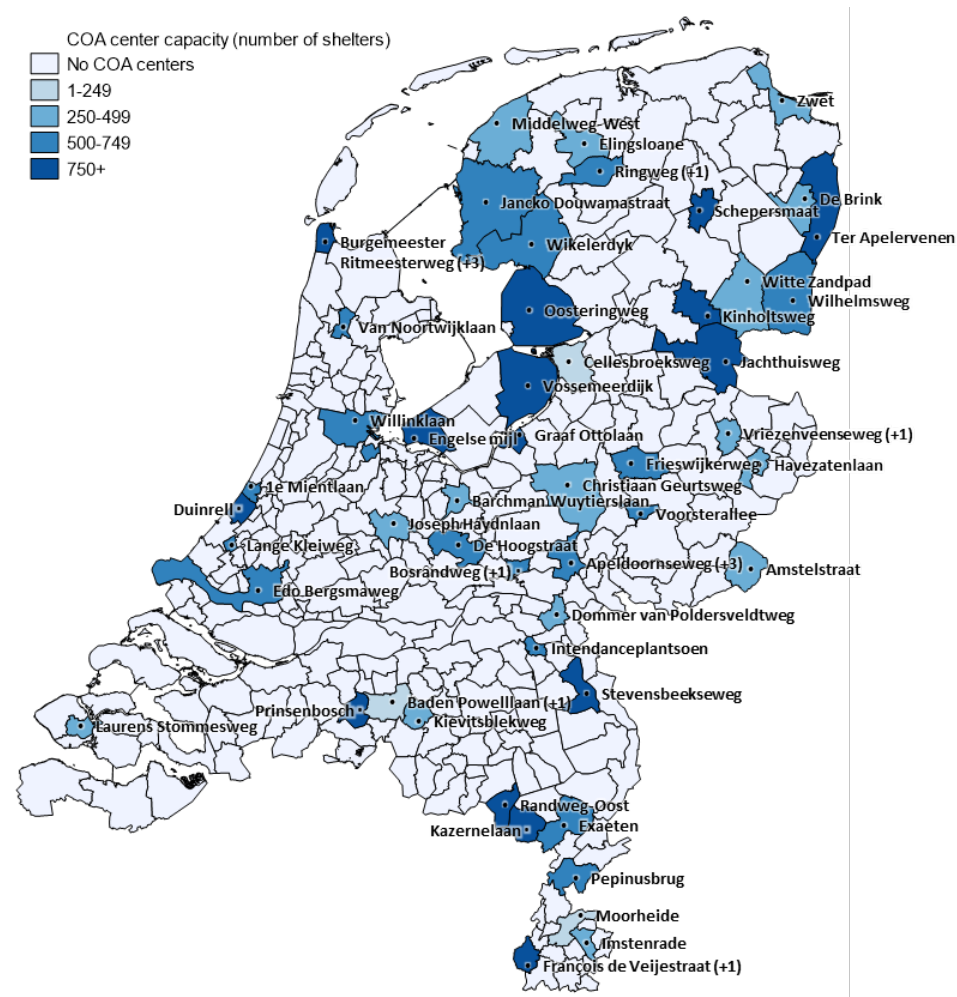 COA center capacity (number of shelters)
No COA centers
1-249
250-499
500-749
750+
Zwet
Middelweg-West
Elingsloane
Ringweg (+1)
De Brink
Jancko Douwamastraat
Schepersmaat
Ter Apelervenen
Burgemeester
Ritmeesterweg (+3)
Wikelerdyk
Witte Zandpad
Wilhelmsweg
Oosteringweg
Kinholtsweg
Van Noortwijklaan
Cellesbroeksweg
Jachthuisweg
Vossemeerdijk
Willinklaan
Engelse mijl
Graaf Ottolaan
Vriezenveenseweg (+1)
Frieswijkerweg
Havezatenlaan
1e Mientlaan
Christiaan Geurtsweg
Barchman Wuytierslaan
Duinrell
Voorsterallee
Joseph Haydnlaan
Lange Kleiweg
De Hoogstraat
Apeldoornseweg (+3)
Bosrandweg (+1)
Amstelstraat
Edo Bergsmaweg
Dommer van Poldersveldtweg
Intendanceplantsoen
Stevensbeekseweg
Baden Powelllaan (+1)
Prinsenbosch
Kievitsblekweg
Laurens Stommesweg
Randweg-Oost
Exaeten
Kazernelaan
Pepinusbrug
Moorheide
Imstenrade
François de Veijestraat (+1)